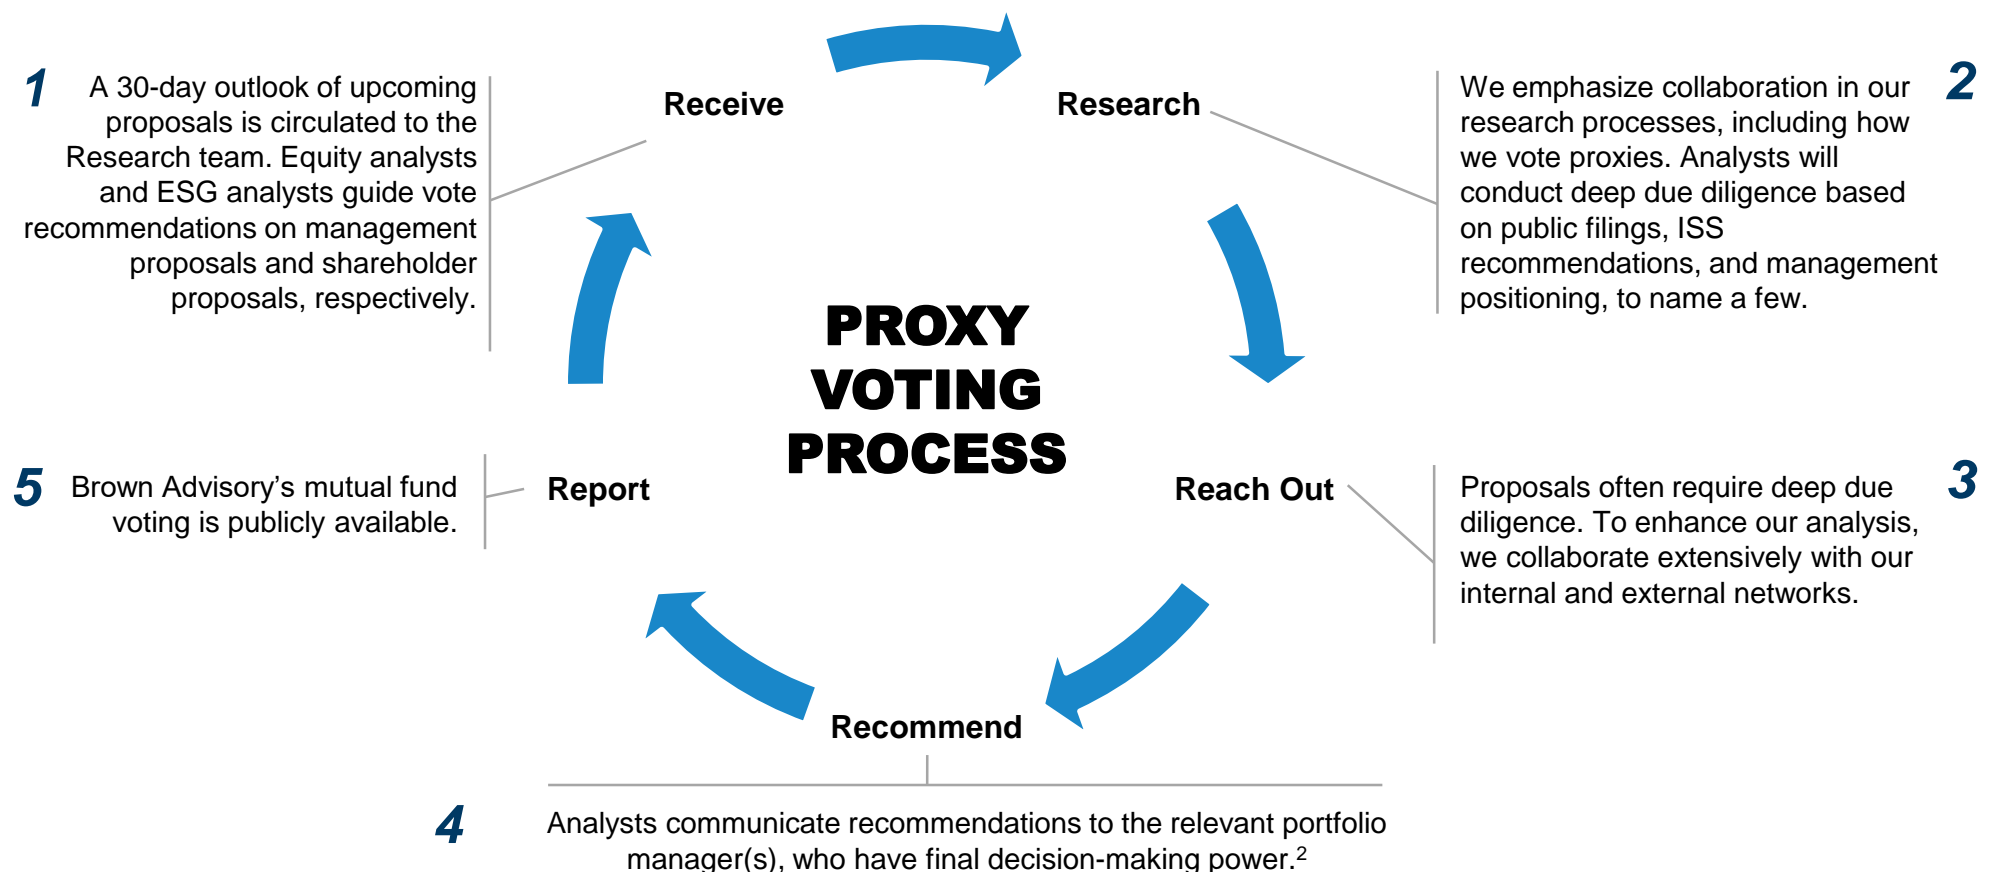 1
A 30-day outlook of upcoming
proposals is circulated to the
Research team. Equity analysts
and ESG analysts guide vote
recommendations on management
proposals and shareholder
proposals, respectively.
Receive
Research
We emphasize collaboration in our
research processes, including how
we vote proxies. Analysts will
conduct deep due diligence based
on public filings, ISS
recommendations, and management
positioning, to name a few.
2
PROXY
VOTING
PROCESS
5
Brown Advisory’s mutual fund
voting is publicly available.
Report
Reach Out
Proposals often require deep due
diligence. To enhance our analysis,
we collaborate extensively with our
internal and external networks.
3
Recommend
4
Analysts communicate recommendations to the relevant portfolio
manager(s), who have final decision-making power.²